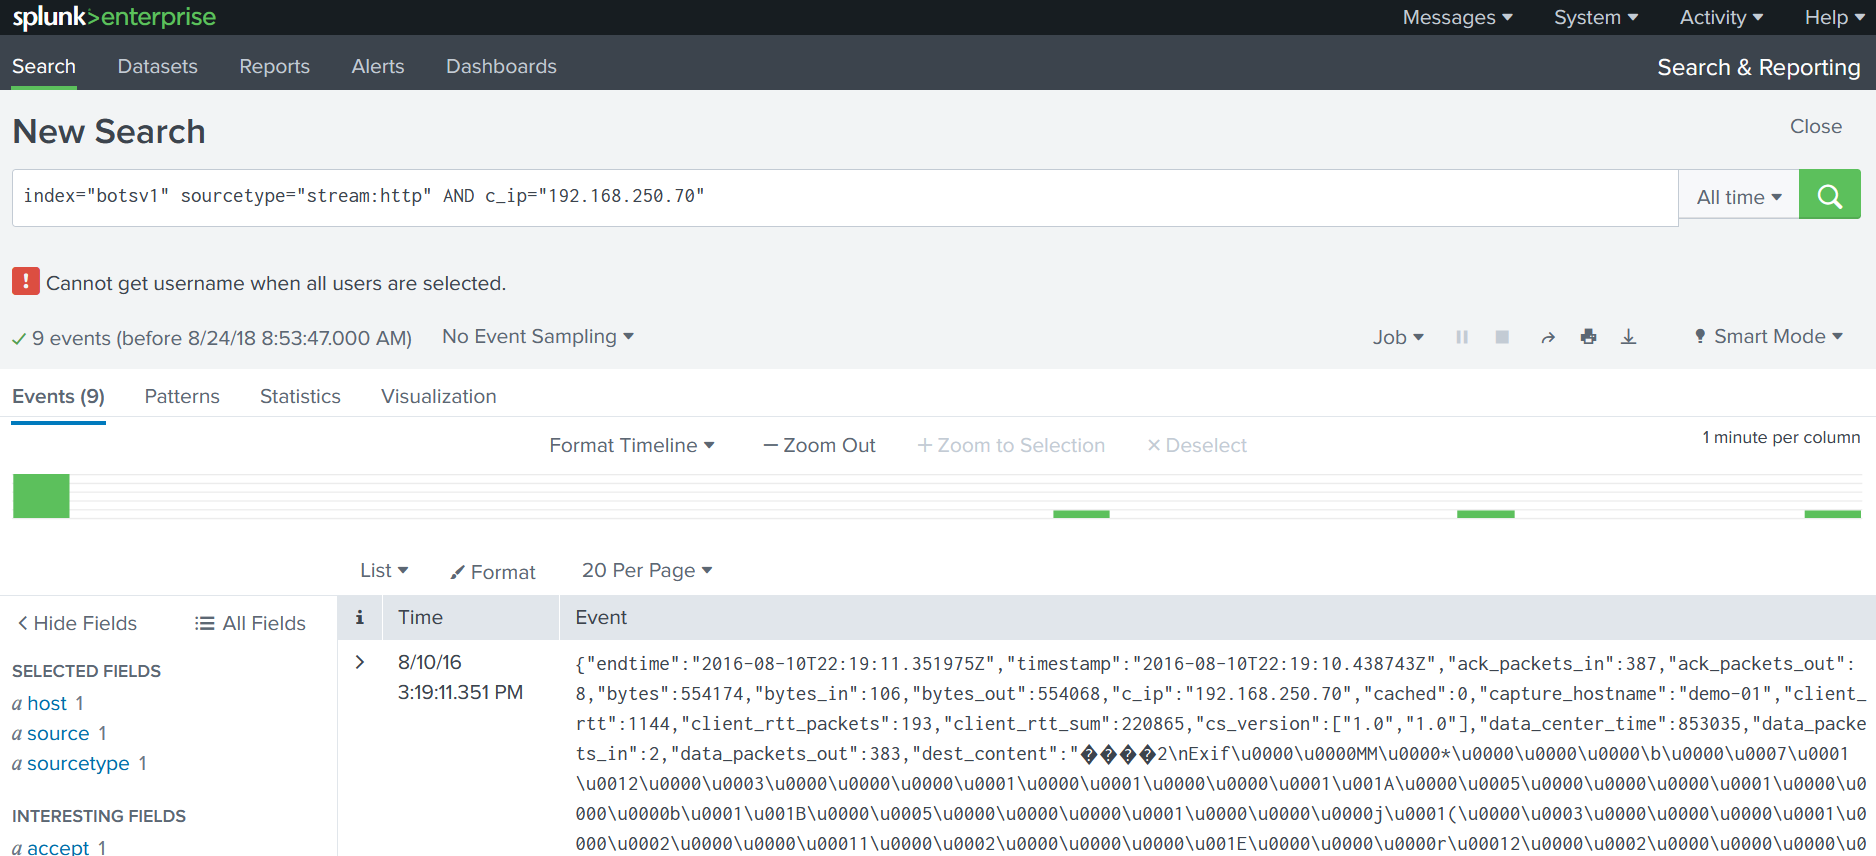 splunk>enterprise
Messages System Activity Help
Search Datasets Reports Alerts Dashboards
Search & Reporting
New Search
Close
index="botsv1" sourcetype="stream:http" AND c_ip="192.168.250.70"
All time
! Cannot get username when all users are selected.
9 events (before 8/24/18 8:53:47.000 AM) No Event Sampling
Job Smart Mode
Events (9) Patterns Statistics Visualization
Format Timeline — Zoom Out + Zoom to Selection × Deselect
1 minute per column
List Format 20 Per Page
< Hide Fields All Fields
i Time Event
SELECTED FIELDS
a host 1
a source 1
a sourcetype 1
INTERESTING FIELDS
a accept 1
> 8/10/16
3:19:11.351 PM
{"endtime":"2016-08-10T22:19:11.351975Z","timestamp":"2016-08-10T22:19:10.438743Z","ack_packets_in":387,"ack_packets_out":
8,"bytes":554174,"bytes_in":106,"bytes_out":554068,"c_ip":"192.168.250.70","cached":0,"capture_hostname":"demo-01","client_
rtt":1144,"client_rtt_packets":193,"client_rtt_sum":220865,"cs_version":["1.0","1.0"],"data_center_time":853035,"data_packe
ts_in":2,"data_packets_out":383,"dest_content":"����2\nExif\u0000\u0000MM\u0000*\u0000\u0000\u0000\b\u0000\u0007\u0001
\u0012\u0000\u0003\u0000\u0000\u0000\u0001\u0000\u0001\u0000\u0000\u0001\u001A\u0000\u0005\u0000\u0000\u0000\u0001\u0000\u0
000\u0000b\u0001\u001B\u0000\u0005\u0000\u0000\u0000\u0001\u0000\u0000\u0000j\u0001(\u0000\u0003\u0000\u0000\u0000\u0001\u0
000\u0002\u0000\u0000\u00011\u0000\u0002\u0000\u0000\u0000\u001E\u0000\u0000\u0000r\u00012\u0000\u0002\u0000\u0000\u0000\u0